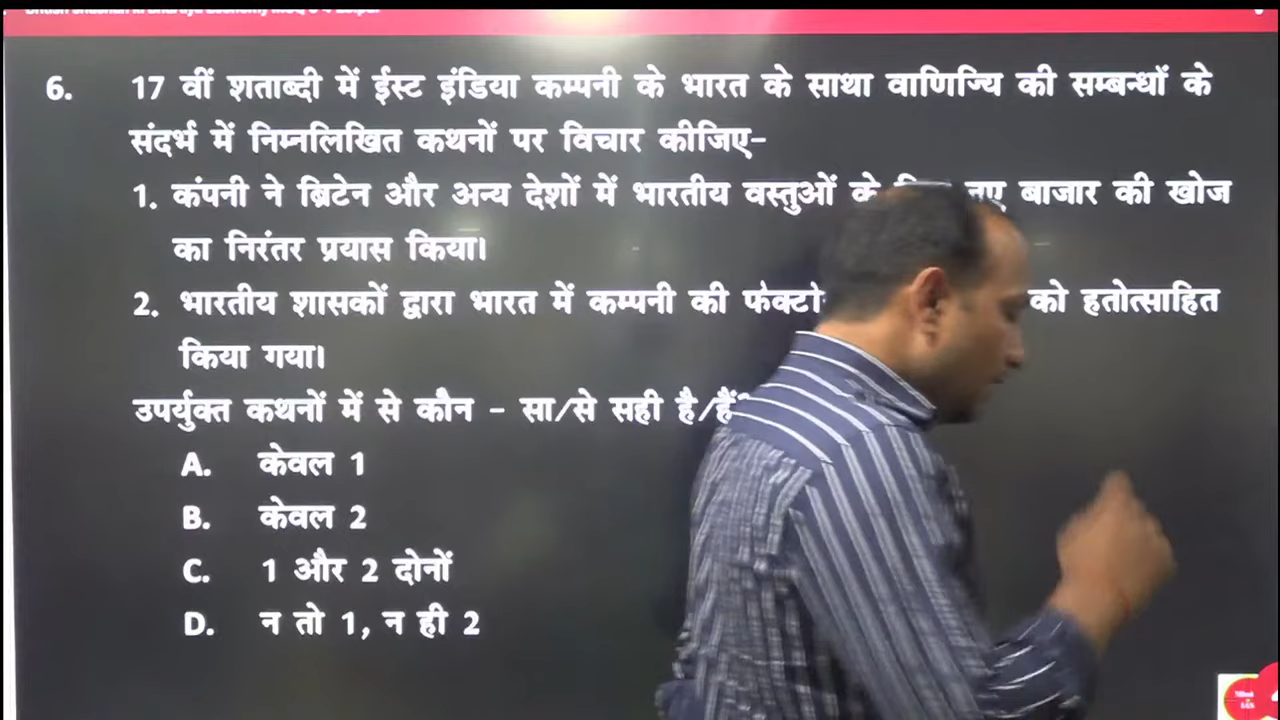 6. 17 वीं शताब्दी में ईस्ट इंडिया कम्पनी के भारत के साथा वाणिज्यि की सम्बन्धों के
संदर्भ में निम्नलिखित कथनों पर विचार कीजिए-
1. कंपनी ने ब्रिटेन और अन्य देशों में भारतीय वस्तुओं के बाजार की खोज
का निरंतर प्रयास किया।
2. भारतीय शासकों द्वारा भारत में कम्पनी की को हतोत्साहित
किया गया।
उपर्युक्त कथनों में से कौन - सा/से सही है/हैं
A. केवल 1
B. केवल 2
C. 1 और 2 दोनों
D. न तो 1, न ही 2